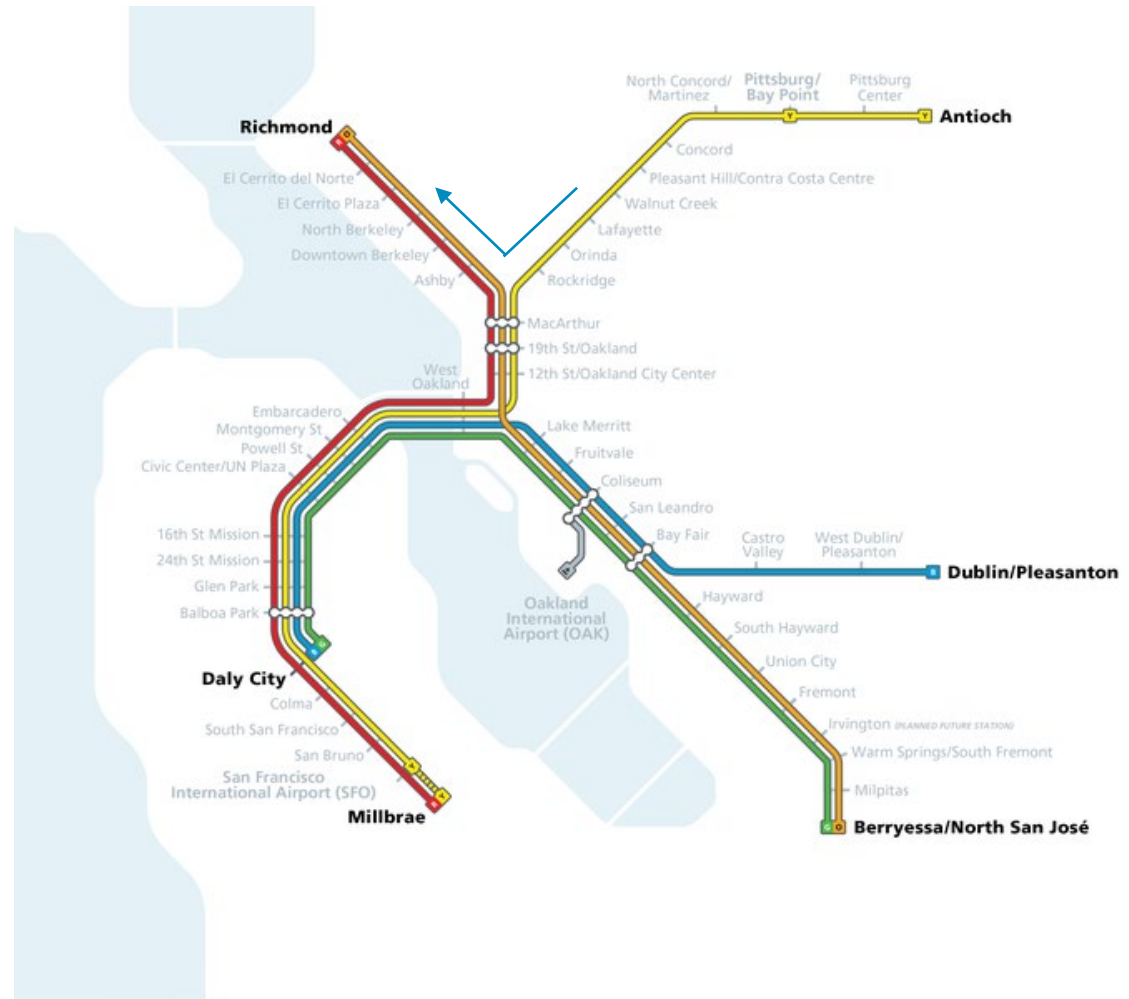 North Concord/
Martinez
Pittsburg/
Bay Point
Pittsburg
Center
Antioch
Richmond
Concord
El Cerrito del Norte
Pleasant Hill/Contra Costa Centre
El Cerrito Plaza
Walnut Creek
North Berkeley
Lafayette
Downtown Berkeley
Orinda
Ashby
Rockridge
MacArthur
19th St/Oakland
West
Oakland
12th St/Oakland City Center
Embarcadero
Montgomery St
Powell St
Civic Center/UN Plaza
Lake Merritt
Fruitvale
Coliseum
San Leandro
Bay Fair
Castro
Valley
West Dublin/
Pleasanton
Dublin/Pleasanton
16th St Mission
24th St Mission
Glen Park
Balboa Park
Daly City
Oakland
International
Airport (OAK)
Hayward
South Hayward
Union City
Fremont
Irvington (PLANNED FUTURE STATION)
Warm Springs/South Fremont
Milpitas
Berryessa/North San José
Colma
South San Francisco
San Bruno
San Francisco
International Airport (SFO)
Millbrae